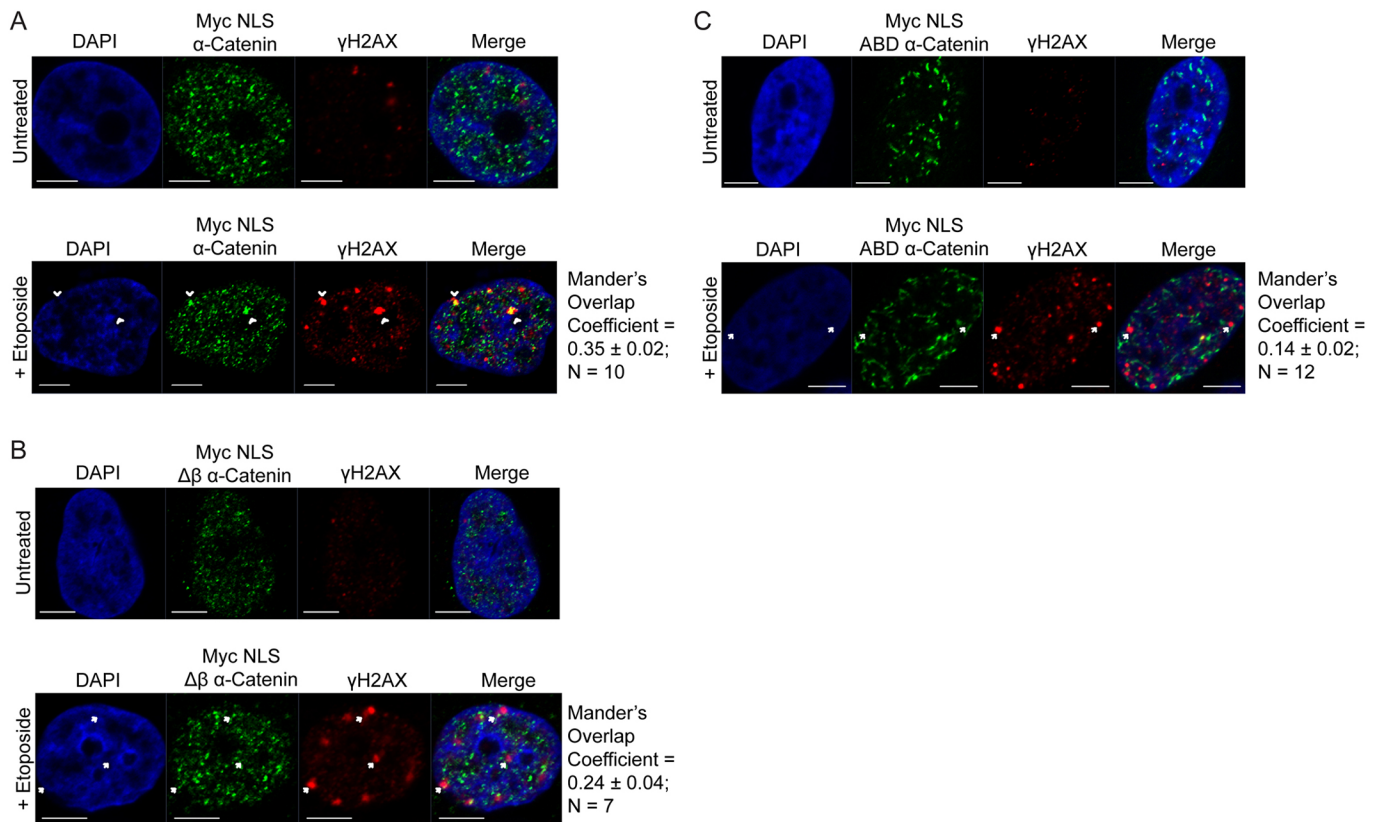 A
DAPI
Myc NLS
α-Catenin
γH2AX
Merge
Untreated
DAPI
Myc NLS
α-Catenin
γH2AX
Merge
+ Etoposide
Mander’s
Overlap
Coefficient =
0.35 ± 0.02;
N = 10
B
DAPI
Myc NLS
Δβ α-Catenin
γH2AX
Merge
Untreated
DAPI
Myc NLS
Δβ α-Catenin
γH2AX
Merge
+ Etoposide
Mander’s
Overlap
Coefficient =
0.24 ± 0.04;
N = 7
C
DAPI
Myc NLS
ABD α-Catenin
γH2AX
Merge
Untreated
DAPI
Myc NLS
ABD α-Catenin
γH2AX
Merge
+ Etoposide
Mander’s
Overlap
Coefficient =
0.14 ± 0.02;
N = 12